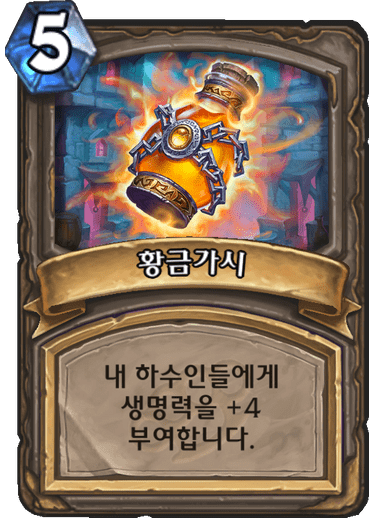 5
황금가시
내 하수인들에게
생명력을 +4
부여합니다.